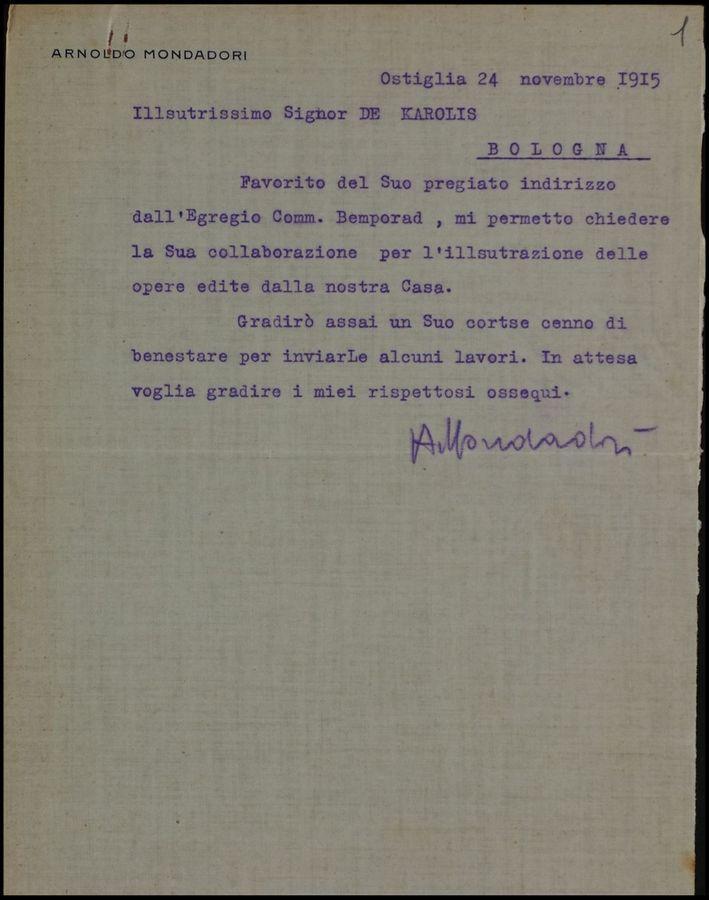 1
ARNOLDO MONDADORI
Ostiglia 24 novembre 1915
Illsutrissimo Signor DE KAROLIS
BOLOGNA
Favorito del Suo pregiato indirizzo
dall'Egregio Comm. Bemporad , mi permetto chiedere
la Sua collaborazione per l'illsutrazione delle
opere edite dalla nostra Casa.
Gradirò assai un Suo cortse cenno di
benestare per inviarLe alcuni lavori. In attesa
voglia gradire i miei rispettosi ossequi.
AMondadori